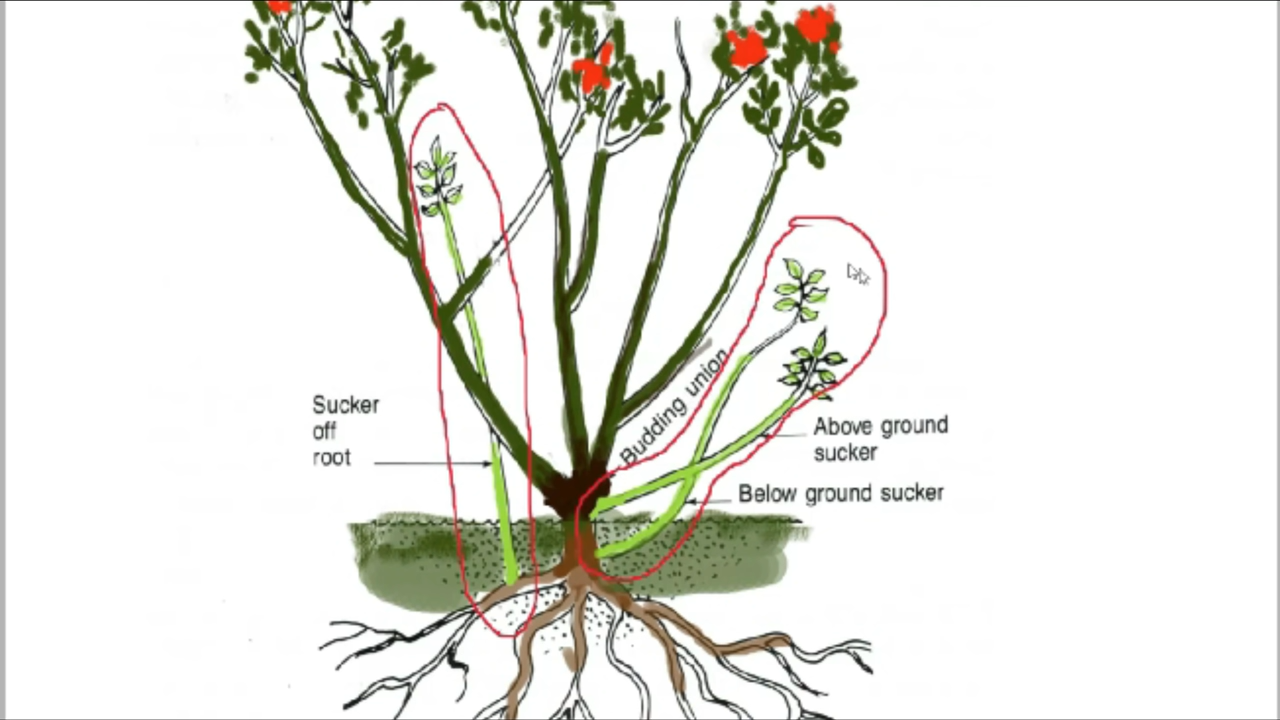 Sucker
off
root
Budding union
Above ground
sucker
Below ground sucker